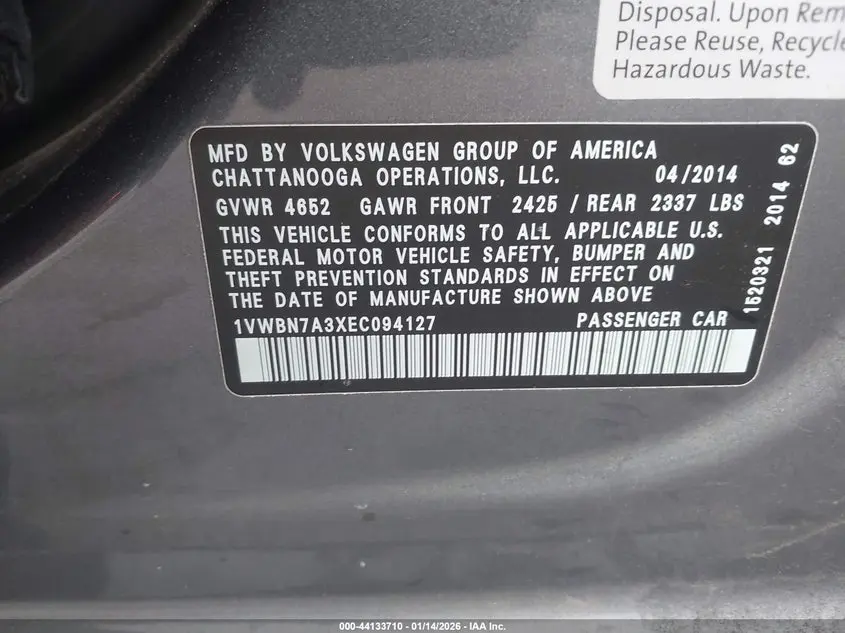 Disposal. Upon
Please Reuse,
Hazardous Waste.
MFD BY VOLKSWAGEN GROUP OF AMERICA
CHATTANOOGA OPERATIONS, LLC. 04/2014
GVWR 4652 GAWR FRONT 2425 / REAR 2337 LBS
THIS VEHICLE CONFORMS TO ALL APPLICABLE U.S.
FEDERAL MOTOR VEHICLE SAFETY, BUMPER AND
THEFT PREVENTION STANDARDS IN EFFECT ON
THE DATE OF MANUFACTURE SHOWN ABOVE
1VWBN7A3XEC094127 PASSENGER CAR
1520321 2014 62
000-44133710 - 01/14/2026 - IAA Inc.